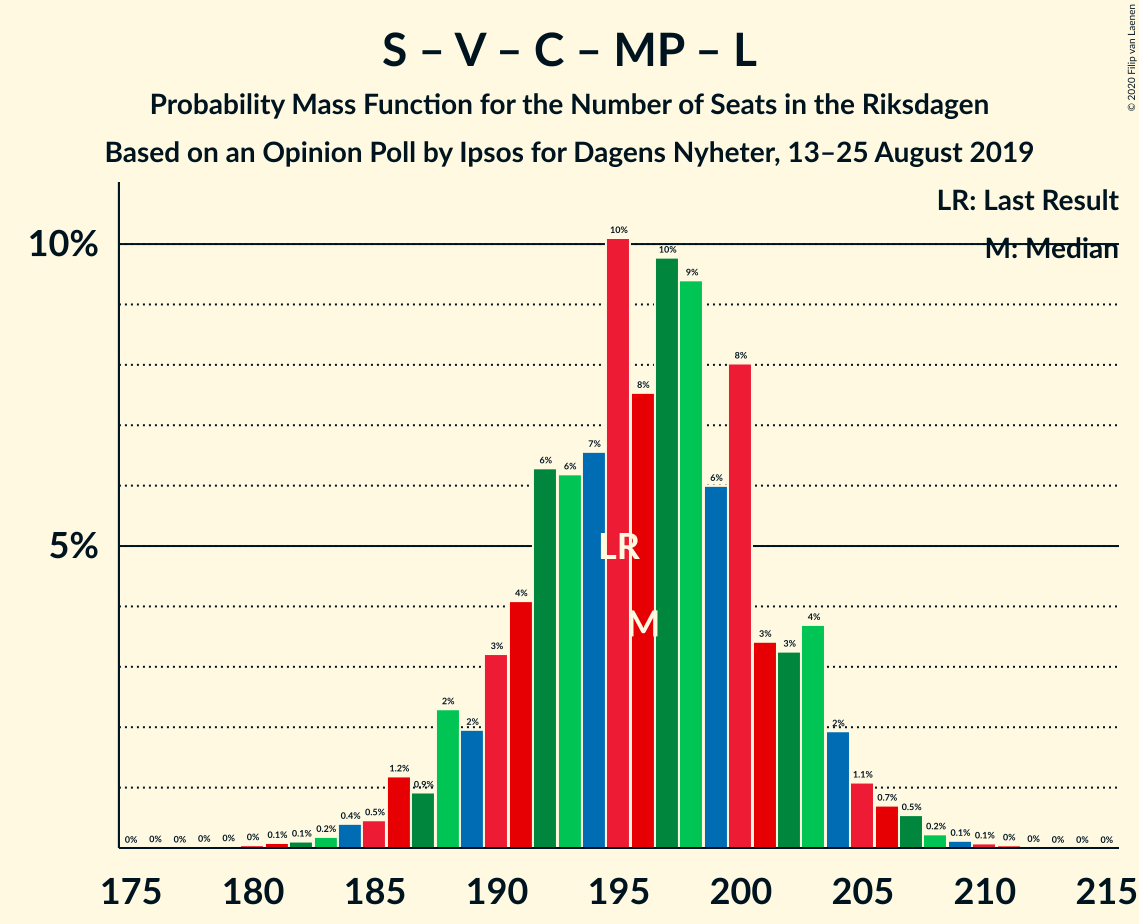 S – V – C – MP – L
Probability Mass Function for the Number of Seats in the Riksdagen
Based on an Opinion Poll by Ipsos for Dagens Nyheter, 13–25 August 2019
© 2020 Filip van Laenen
LR: Last Result
M: Median
10%
5%
0% 0% 0% 0% 0% 0% 0.1% 0.1% 0.2% 0.4% 0.5% 1.2% 0.9% 2% 2% 3% 4% 6% 6% 7% 10% 8% 10% 9% 6% 8% 3% 3% 4% 2% 1.1% 0.7% 0.5% 0.2% 0.1% 0.1% 0% 0% 0% 0% 0%
LR
M
175 180 185 190 195 200 205 210 215